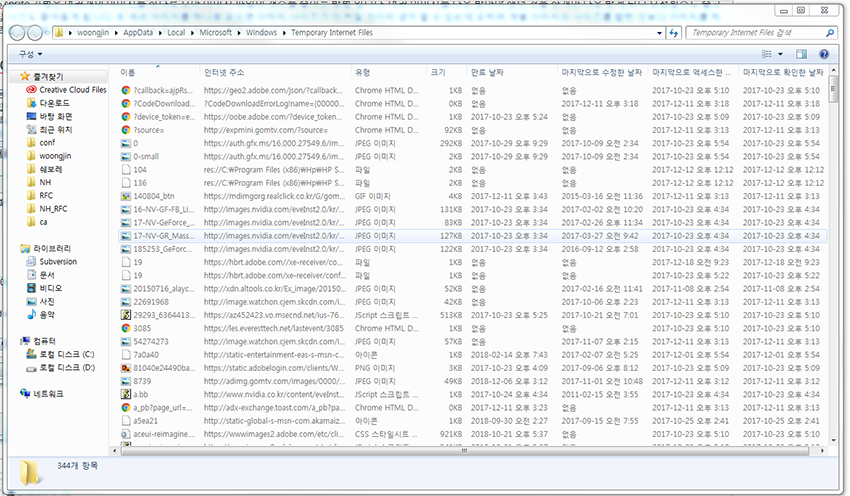 woongjin ▸ AppData ▸ Local ▸ Microsoft ▸ Windows ▸ Temporary Internet Files
Temporary Internet Files 검색
구성 ▼
즐겨찾기
Creative Cloud Files
다운로드
바탕 화면
최근 위치
conf
woongjin
쉐보레
NH
RFC
NH_RFC
ca
라이브러리
Subversion
문서
비디오
사진
음악
컴퓨터
로컬 디스크 (C:)
로컬 디스크 (D:)
네트워크
이름 인터넷 주소 유형 크기 만료 날짜 마지막으로 수정한 날짜 마지막으로 액세스한 ... 마지막으로 확인한 날짜
?callback=ajpRs... https://geo2.adobe.com/json/?callback... Chrome HTML D... 1KB 없음 없음 2017-10-23 오후 5:10 2017-10-23 오후 5:10
?CodeDownload... ?CodeDownloadErrorLog!name={00000... Chrome HTML D... 0KB 없음 2017-12-11 오후 3:18 2017-10-23 오후 3:18 2017-10-23 오후 3:18
?device_token=e... https://oobe.adobe.com/?device_token... Chrome HTML D... 1KB 2017-10-23 오후 5:24 없음 2017-10-23 오후 5:09 2017-10-23 오후 5:09
?source= http://expmini.gomtv.com/?source= Chrome HTML D... 92KB 없음 없음 2017-12-11 오후 3:13 2017-12-11 오후 3:13
0 https://auth.gfx.ms/16.000.27549.6/im... JPEG 이미지 292KB 2017-10-29 오후 9:29 2017-10-09 오전 2:34 2017-10-23 오후 5:54 2017-10-23 오후 5:54
0-small https://auth.gfx.ms/16.000.27549.6/im... JPEG 이미지 2KB 2017-10-29 오후 9:29 2017-10-09 오전 2:34 2017-10-23 오후 5:54 2017-10-23 오후 5:54
104 res://C:₩Program Files (x86)₩Hp₩HP S... 파일 2KB 없음 없음 2017-12-12 오후 12:12 2017-12-12 오후 12:12
136 res://C:₩Program Files (x86)₩Hp₩HP S... 파일 2KB 없음 없음 2017-12-12 오후 12:12 2017-12-12 오후 12:12
140804_btn https://mdimgorg.realclick.co.kr/G/gom... GIF 이미지 4KB 2017-12-11 오후 3:43 2015-03-16 오전 11:36 2017-12-11 오후 3:13 2017-12-11 오후 3:13
16-NV-GF-FB_Li... http://images.nvidia.com/eveInst2.0/kr/... JPEG 이미지 131KB 2017-10-23 오후 3:34 2017-02-02 오전 10:20 2017-10-23 오후 4:34 2017-10-23 오후 4:34
17-NV-GeForce_... http://images.nvidia.com/eveInst2.0/kr/... JPEG 이미지 83KB 2017-10-23 오후 3:34 2017-02-26 오후 11:34 2017-10-23 오후 4:34 2017-10-23 오후 4:34
17-NV-GR_Mass... http://images.nvidia.com/eveInst2.0/kr/... JPEG 이미지 127KB 2017-10-23 오후 3:34 2017-03-27 오전 9:42 2017-10-23 오후 4:34 2017-10-23 오후 4:34
185253_GeForc... http://images.nvidia.com/eveInst2.0/kr/... JPEG 이미지 122KB 2017-10-23 오후 3:34 2016-09-12 오후 2:58 2017-10-23 오후 4:34 2017-10-23 오후 4:34
19 https://hbrt.adobe.com/xe-receiver/inst... 파일 1KB 없음 없음 2017-12-18 오전 9:23 2017-12-18 오전 9:23
19 https://hbrt.adobe.com/xe-receiver/conf... 파일 1KB 없음 없음 2017-10-23 오후 5:22 2017-10-23 오후 5:22
20150716_alayc... http://xdn.altools.co.kr/Ex_image/20150... JPEG 이미지 52KB 없음 2017-02-16 오전 11:41 2017-11-08 오후 2:54 2017-11-08 오후 2:54
22691968 http://image.watchon.cjem.skcdn.com/i... JPEG 이미지 42KB 없음 2017-10-06 오후 2:23 2017-12-11 오후 3:13 2017-12-11 오후 3:13
29293_6364413... https://az452423.vo.msecnd.net/ius-76... JScript 스크립트 ... 513KB 2017-10-23 오후 5:25 2017-10-21 오후 7:01 2017-10-23 오후 5:24 2017-10-23 오후 5:24
3085 https://les.everesttech.net/lastevent/3085 Chrome HTML D... 1KB 없음 없음 2017-10-23 오후 5:10 2017-10-23 오후 5:10
54274273 http://image.watchon.cjem.skcdn.com/i... JPEG 이미지 57KB 없음 2017-11-07 오후 2:15 2017-12-11 오후 3:13 2017-12-11 오후 3:13
7a0a40 http://static-entertainment-eas-s-msn-c... 아이콘 1KB 2018-02-14 오후 7:43 2017-02-07 오후 5:25 2017-12-01 오후 5:54 2017-12-01 오후 5:54
81040e24490ba... https://static.adobelogin.com/clients/W... PNG 이미지 3KB 2017-10-23 오후 4:09 2017-09-06 오후 8:12 2017-10-23 오후 5:09 2017-10-23 오후 5:09
8739 http://adimg.gomtv.com/images/0000/... JPEG 이미지 49KB 2017-12-06 오후 3:12 2017-11-01 오전 10:48 2017-12-11 오후 3:12 2017-12-11 오후 3:12
a.bb http://www.nvidia.co.kr/content/eveInst... JScript 스크립트 ... 4KB 없음 2011-02-15 오후 3:55 2017-10-23 오후 4:34 2017-10-23 오후 4:34
a_pb?page_url=... http://adx-exchange.toast.com/a_pb?pa... Chrome HTML D... 0KB 2017-12-11 오후 3:23 없음 2017-12-11 오후 3:13 2017-12-11 오후 3:13
a5ea21 http://static-global-s-msn-com.akamaiz... 아이콘 1KB 2018-09-30 오전 2:27 2017-09-15 오전 7:55 2017-10-25 오후 2:41 2017-10-25 오후 2:41
aceui-reimagine... https://wwwimages2.adobe.com/etc/cli... CSS 스타일시트 ... 921KB 2018-10-21 오후 5:37 없음 2017-10-23 오후 5:10 2017-10-23 오후 5:10
344개 항목